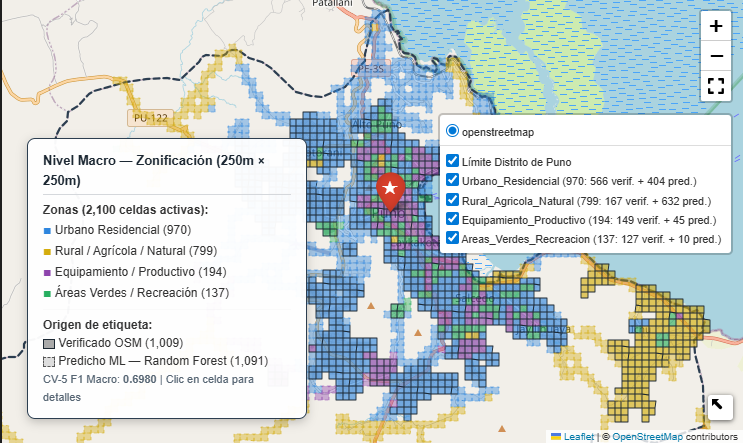 Patallani
PE-3S
PU-122
Alto Puno
Nivel Macro — Zonificación (250m ×
250m)
Zonas (2,100 celdas activas):
Urbano Residencial (970)
Rural / Agrícola / Natural (799)
Equipamiento / Productivo (194)
Áreas Verdes / Recreación (137)
Origen de etiqueta:
Verificado OSM (1,009)
Predicho ML — Random Forest (1,091)
CV-5 F1 Macro: 0.6980 | Clic en celda para
detalles
+
−
openstreetmap
Límite Distrito de Puno
Urbano_Residencial (970: 566 verif. + 404 pred.)
Rural_Agricola_Natural (799: 167 verif. + 632 pred.)
Equipamiento_Productivo (194: 149 verif. + 45 pred.)
Areas_Verdes_Recreacion (137: 127 verif. + 10 pred.)
Puno
Salcedo
Leaflet | © OpenStreetMap contributors